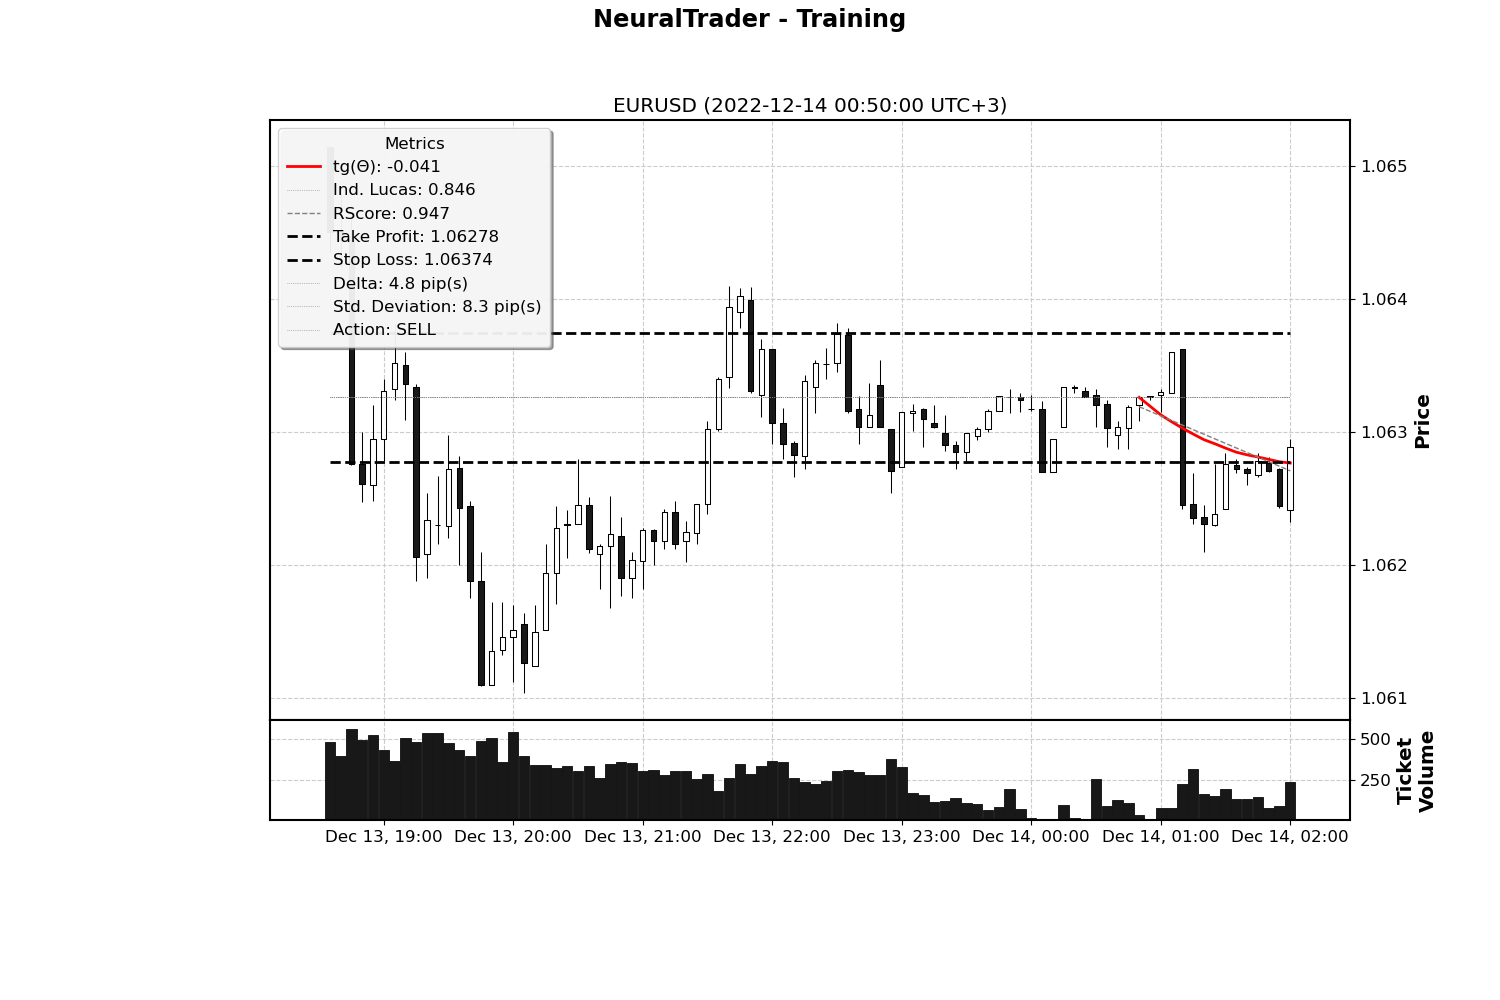 NeuralTrader - Training
EURUSD (2022-12-14 00:50:00 UTC+3)
Metrics
tg(Θ): -0.041
Ind. Lucas: 0.846
RScore: 0.947
Take Profit: 1.06278
Stop Loss: 1.06374
Delta: 4.8 pip(s)
Std. Deviation: 8.3 pip(s)
Action: SELL
1.065
1.064
1.063
1.062
1.061
Price
500
250
Ticket
Volume
Dec 13, 19:00 Dec 13, 20:00 Dec 13, 21:00 Dec 13, 22:00 Dec 13, 23:00 Dec 14, 00:00 Dec 14, 01:00 Dec 14, 02:00